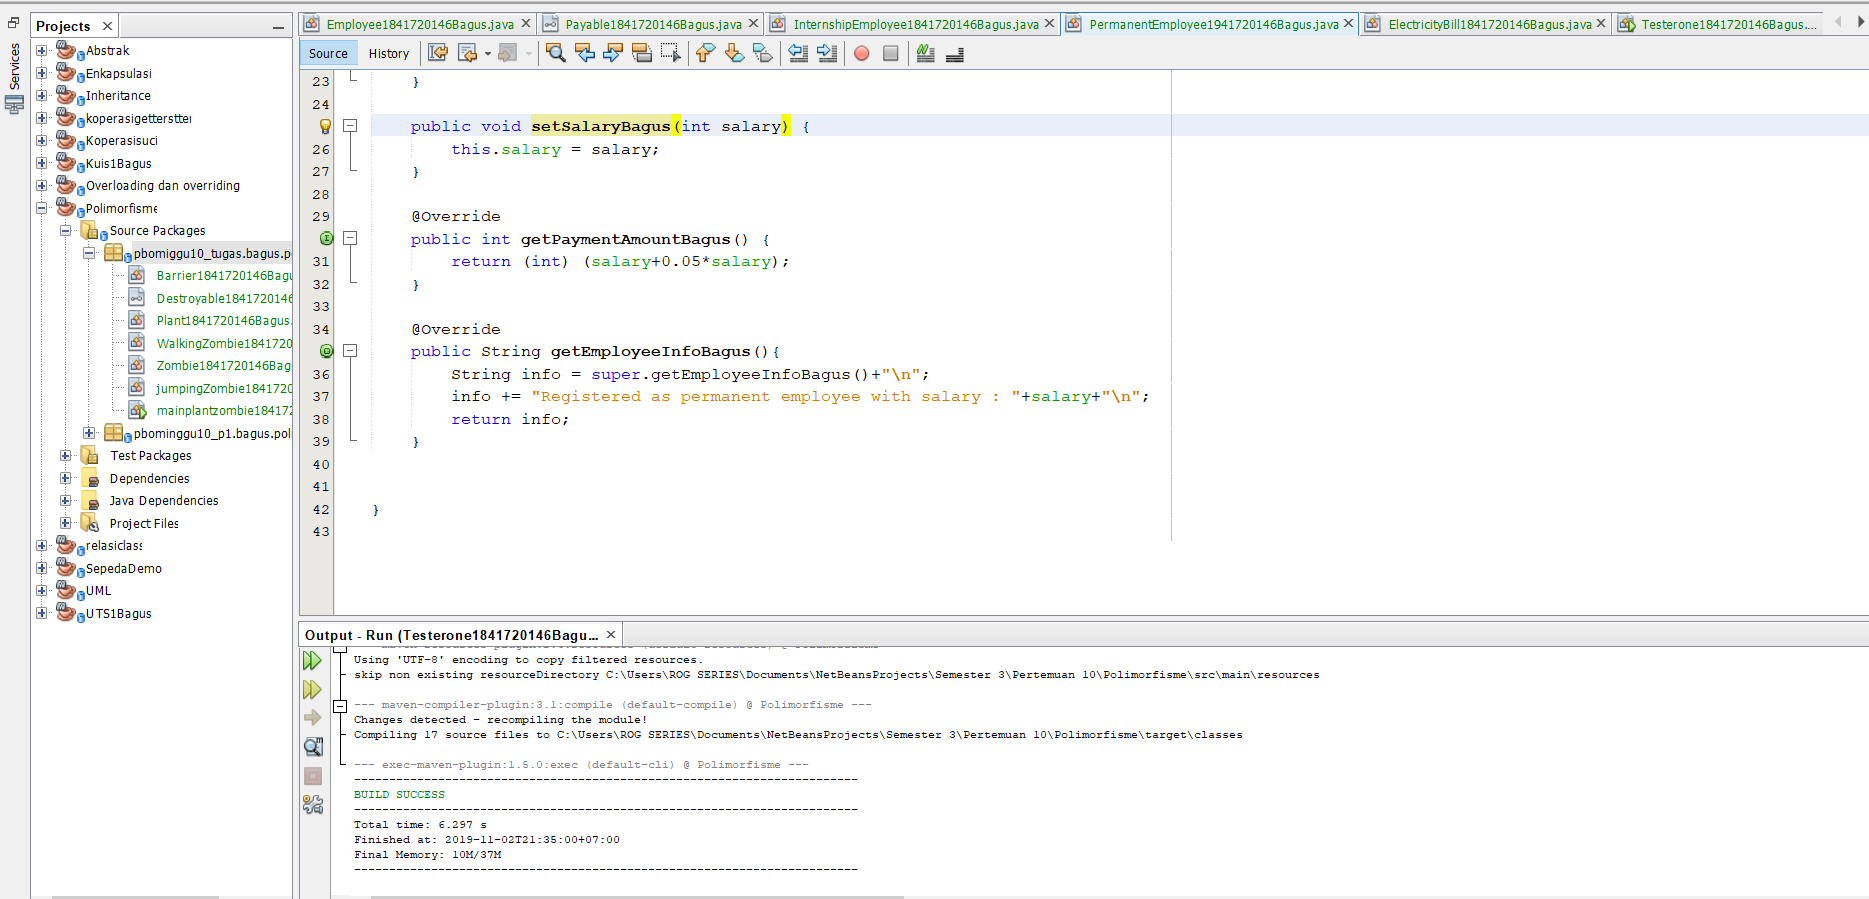 Services
Projects
Abstrak
Enkapsulasi
Inheritance
koperasigetterstter
Koperasisuci
Kuis1Bagus
Overloading dan overriding
Polimorfisme
Source Packages
pbomiggu10_tugas.bagus.p
Barrier1841720146Bagu
Destroyable1841720146
Plant1841720146Bagus.
WalkingZombie1841720
Zombie1841720146Bag
jumpingZombie1841720
mainplantzombie18417
pbominggu10_p1.bagus.pol
Test Packages
Dependencies
Java Dependencies
Project Files
relasiclass
SepedaDemo
UML
UTS1Bagus
Employee1841720146Bagus.java Payable1841720146Bagus.java InternshipEmployee1841720146Bagus.java PermanentEmployee1941720146Bagus.java ElectricityBill1841720146Bagus.java Testerone1841720146Bagus....
Source History
23 }
24
public void setSalaryBagus(int salary) {
26 this.salary = salary;
27 }
28
29 @Override
public int getPaymentAmountBagus() {
31 return (int) (salary+0.05*salary);
32 }
33
34 @Override
public String getEmployeeInfoBagus(){
36 String info = super.getEmployeeInfoBagus()+"\n";
37 info += "Registered as permanent employee with salary : "+salary+"\n";
38 return info;
39 }
40
41
42 }
43
Output - Run (Testerone1841720146Bagu...
Using 'UTF-8' encoding to copy filtered resources.
skip non existing resourceDirectory C:\Users\ROG SERIES\Documents\NetBeansProjects\Semester 3\Pertemuan 10\Polimorfisme\src\main\resources
--- maven-compiler-plugin:3.1:compile (default-compile) @ Polimorfisme ---
Changes detected - recompiling the module!
Compiling 17 source files to C:\Users\ROG SERIES\Documents\NetBeansProjects\Semester 3\Pertemuan 10\Polimorfisme\target\classes
--- exec-maven-plugin:1.5.0:exec (default-cli) @ Polimorfisme ---
------------------------------------------------------------------------
BUILD SUCCESS
------------------------------------------------------------------------
Total time: 6.297 s
Finished at: 2019-11-02T21:35:00+07:00
Final Memory: 10M/37M
------------------------------------------------------------------------